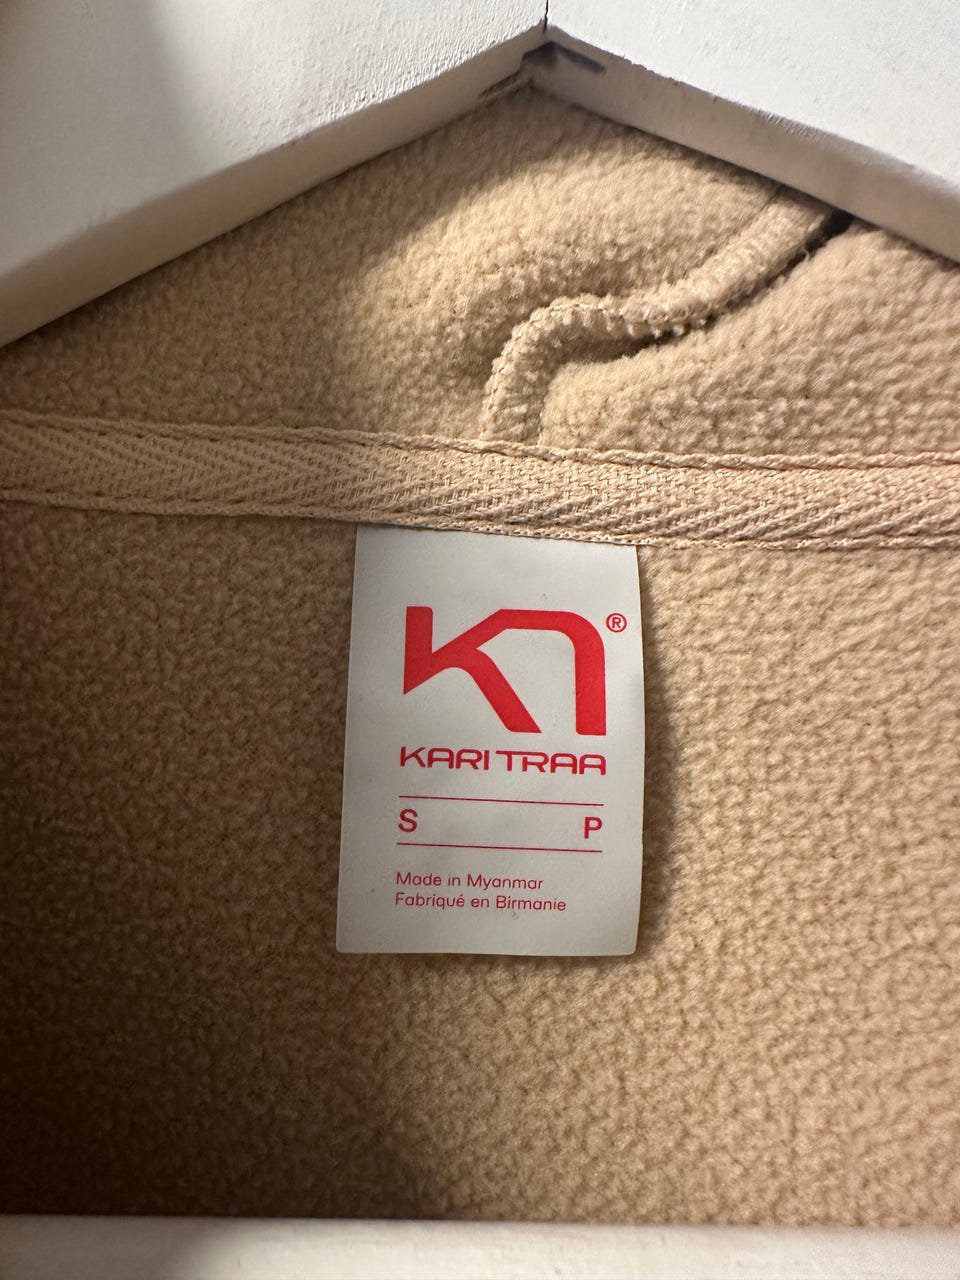 ®
KARI TRAA
S P
Made in Myanmar
Fabriqué en Birmanie